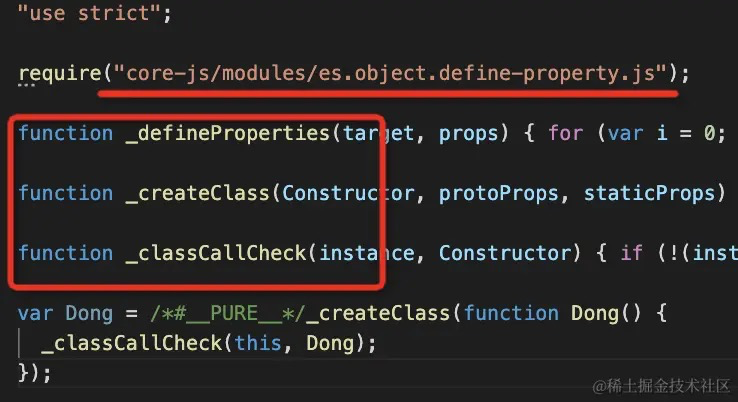 "use strict";
require("core-js/modules/es.object.define-property.js");
function _defineProperties(target, props) { for (var i = 0;
function _createClass(Constructor, protoProps, staticProps)
function _classCallCheck(instance, Constructor) { if (!(inst
var Dong = /*#__PURE__*/_createClass(function Dong() {
  _classCallCheck(this, Dong);
});
@稀土掘金技术社区